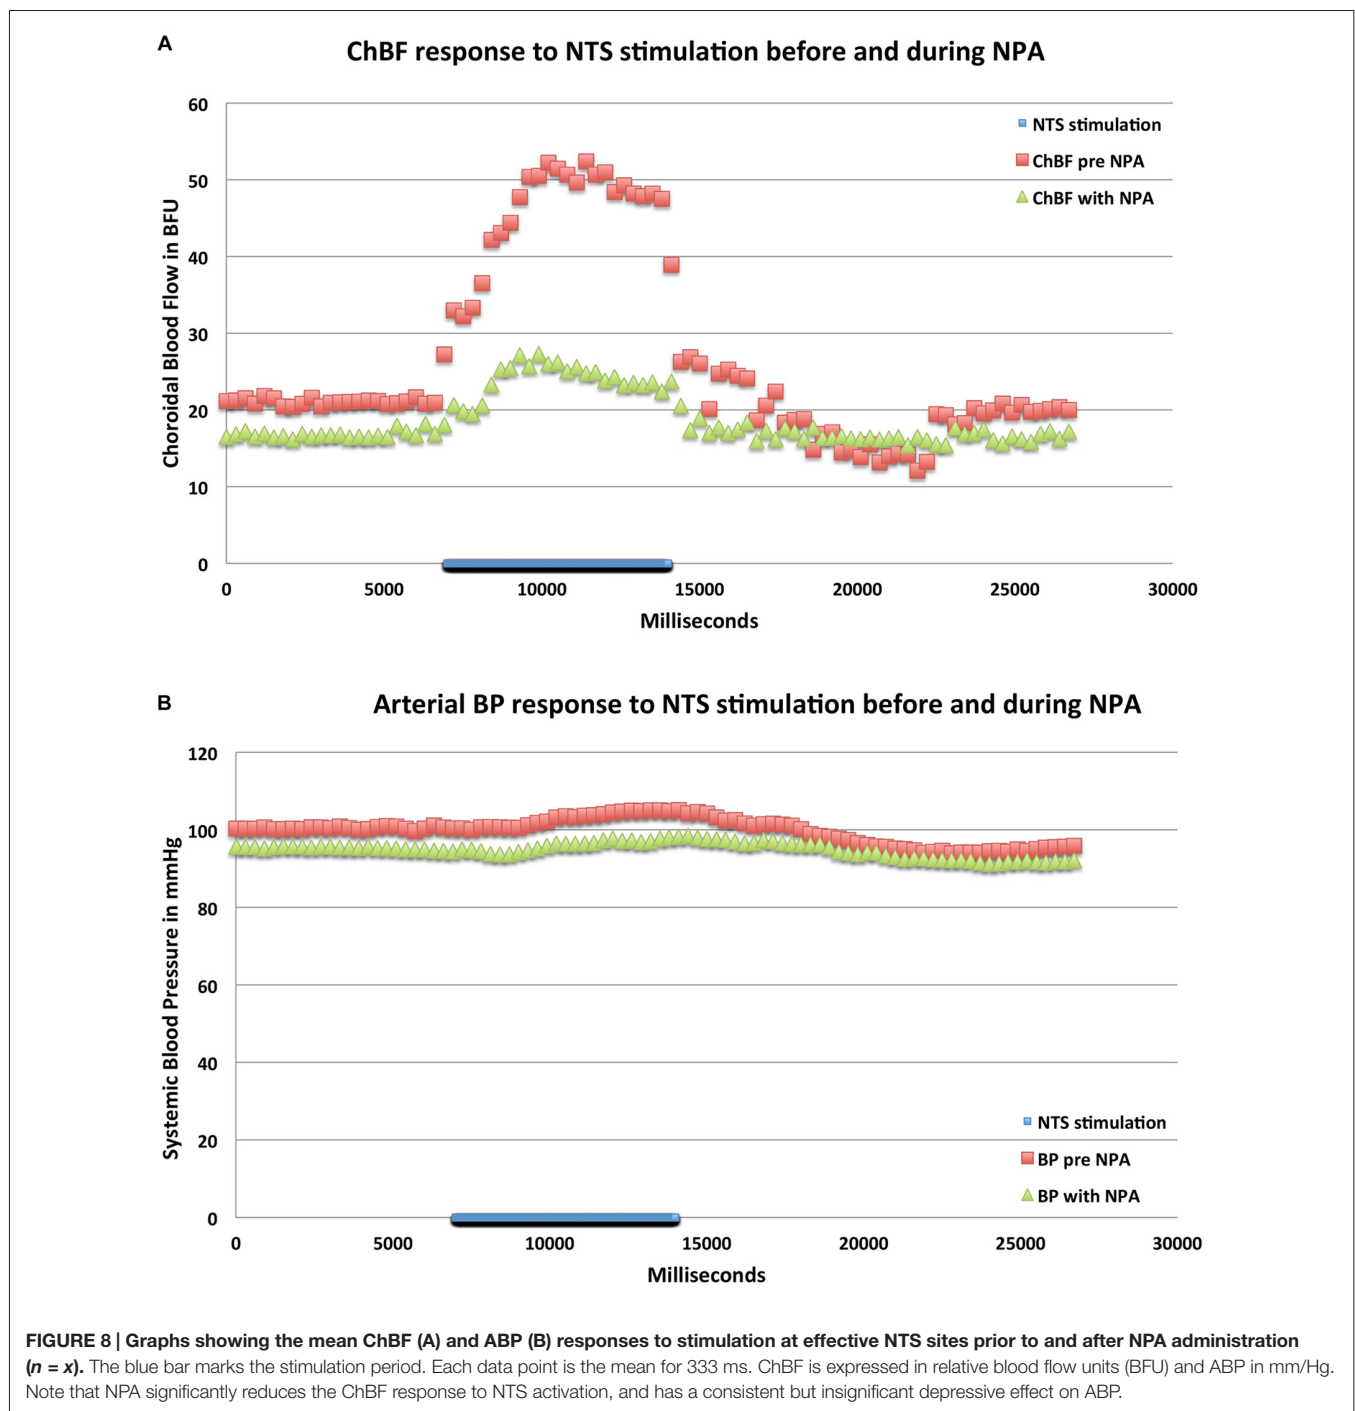 A
ChBF response to NTS stimulation before and during NPA
60
50
40
30
20
10
0
Choroidal Blood Flow in BFU
NTS stimulation
ChBF pre NPA
ChBF with NPA
0 5000 10000 15000 20000 25000 30000
Milliseconds
B
Arterial BP response to NTS stimulation before and during NPA
120
100
80
60
40
20
0
Systemic Blood Pressure in mmHg
NTS stimulation
BP pre NPA
BP with NPA
0 5000 10000 15000 20000 25000 30000
Milliseconds
FIGURE 8 | Graphs showing the mean ChBF (A) and ABP (B) responses to stimulation at effective NTS sites prior to and after NPA administration
(n = x). The blue bar marks the stimulation period. Each data point is the mean for 333 ms. ChBF is expressed in relative blood flow units (BFU) and ABP in mm/Hg.
Note that NPA significantly reduces the ChBF response to NTS activation, and has a consistent but insignificant depressive effect on ABP.